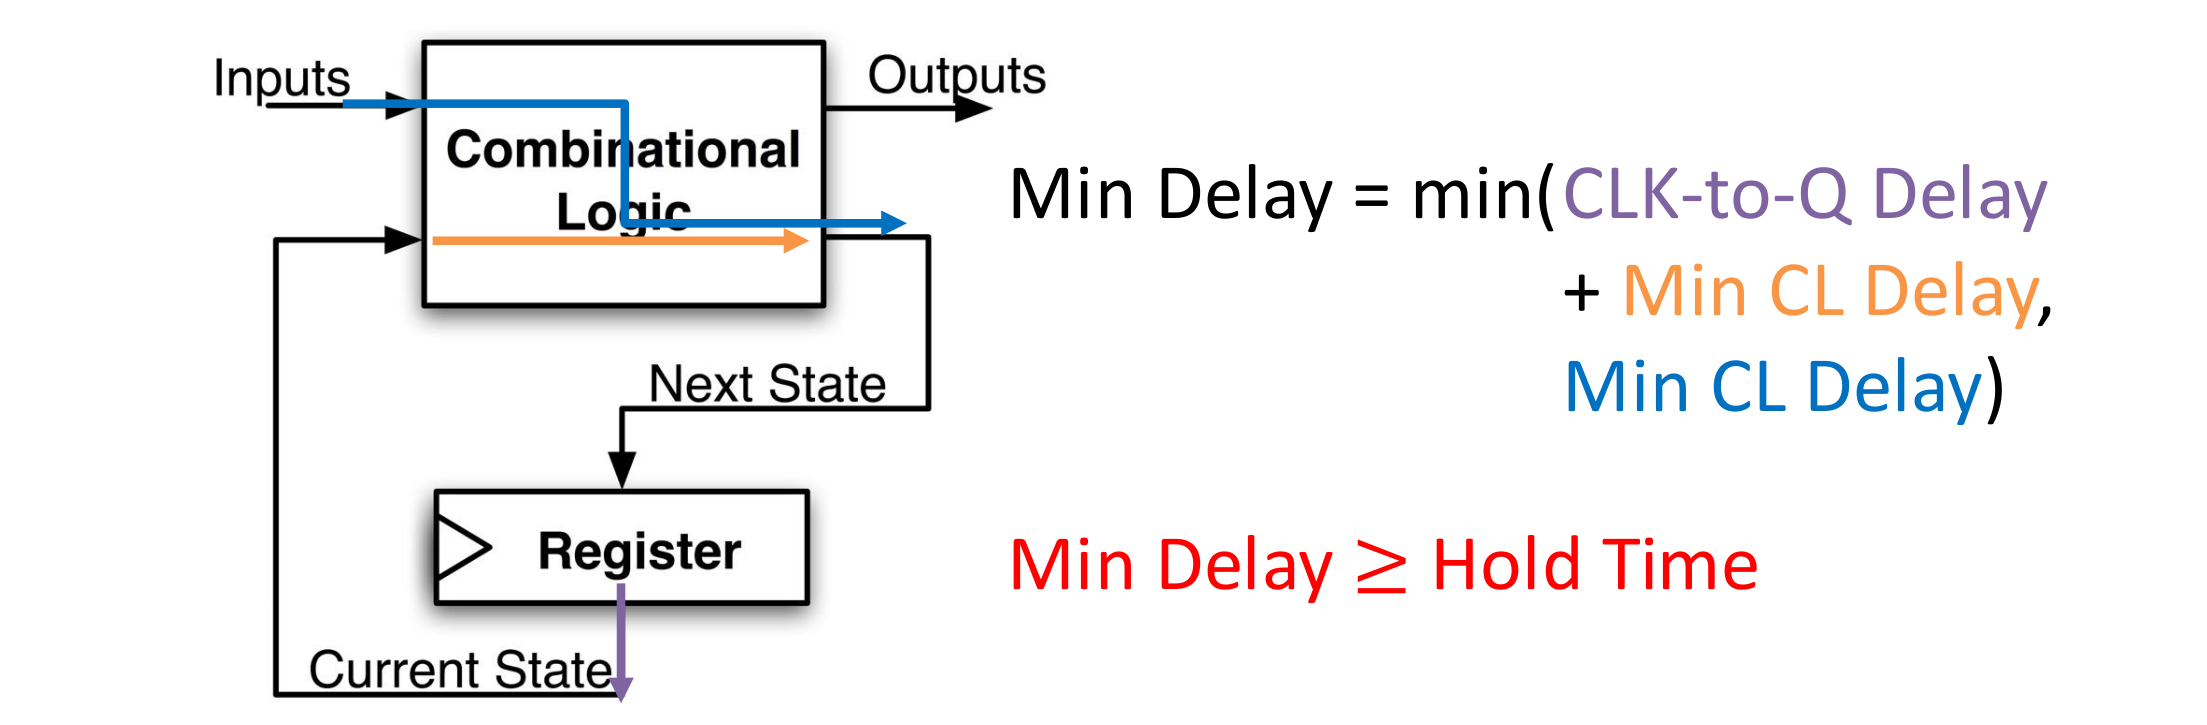 Inputs
Outputs
Combinational
Logic
Min Delay = min(CLK-to-Q Delay
+ Min CL Delay,
Min CL Delay)
Next State
Register
Min Delay ≥ Hold Time
Current State